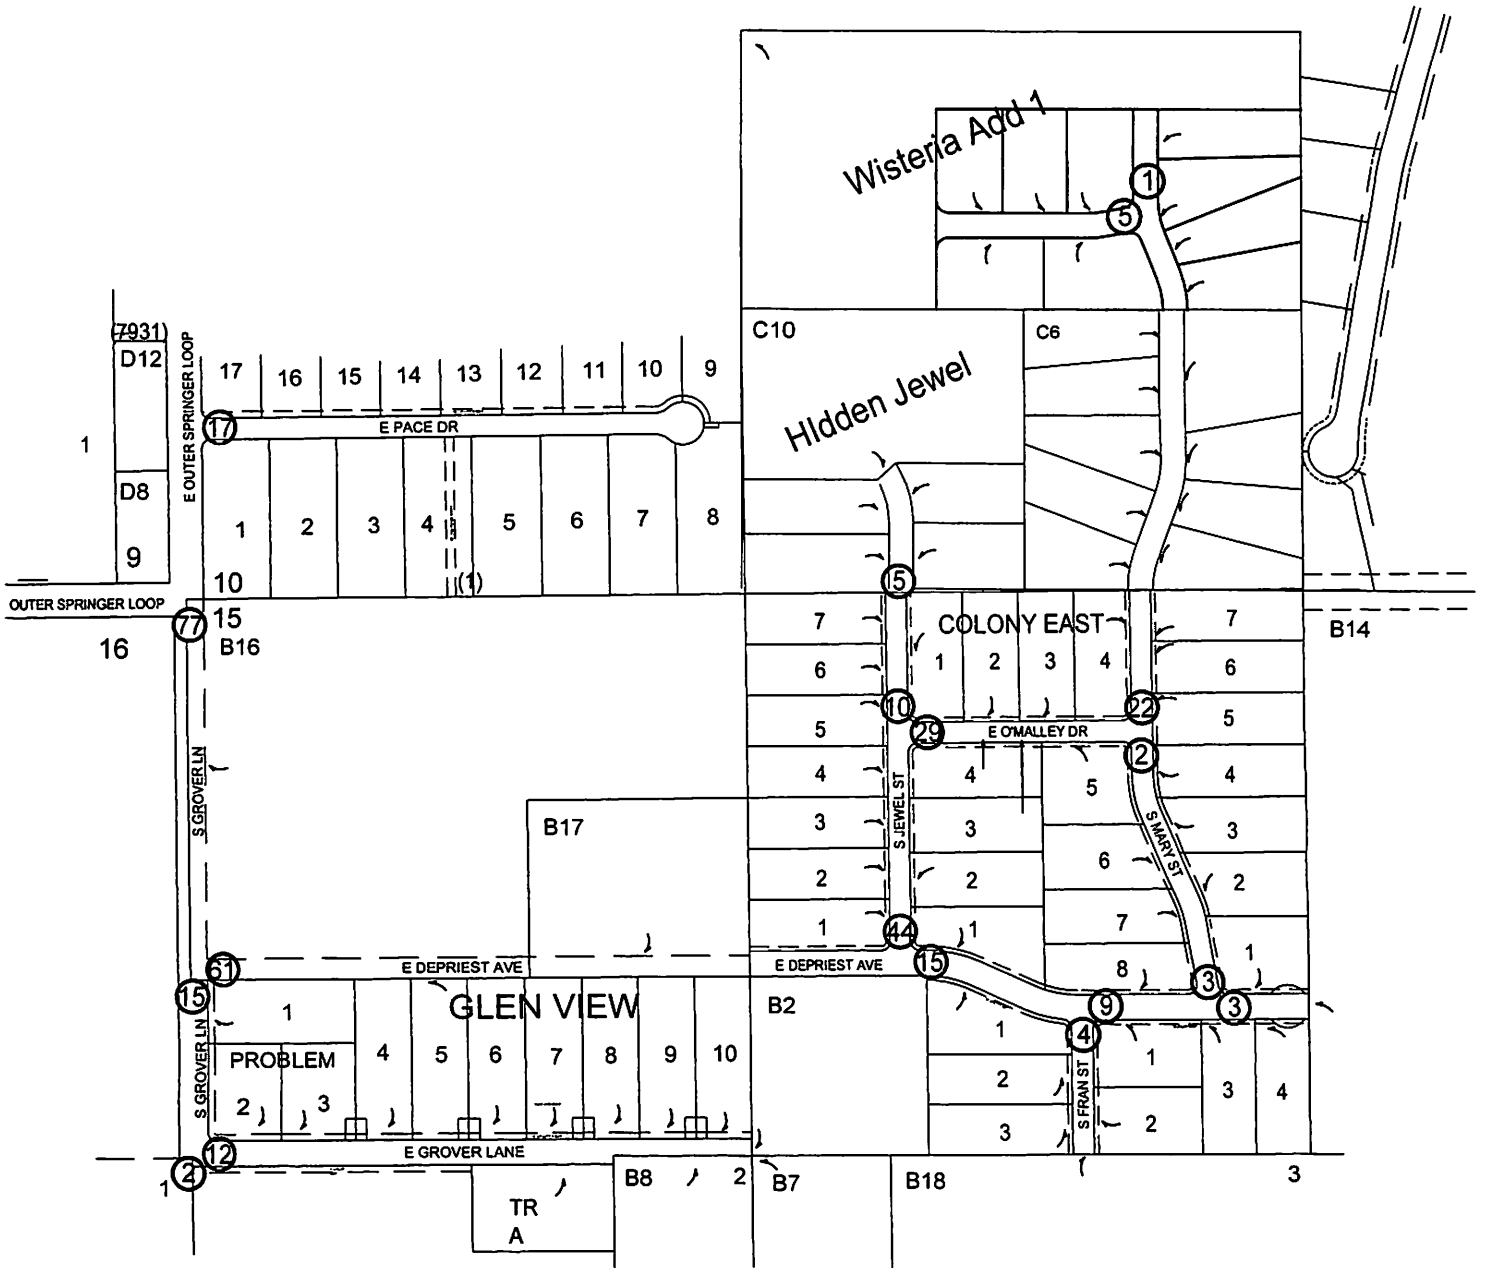 Wisteria Add 1
1
5
C10
C6
HIdden Jewel
(7931)
D12
E OUTER SPRINGER LOOP
17
16
15
14
13
12
11
10
9
17
E PACE DR
1
D8
9
1
2
3
4
5
6
7
8
10
(1)
5
OUTER SPRINGER LOOP
77
15
16
B16
7
COLONY EAST
7
B14
6
1
2
3
4
6
10
22
5
29
E O'MALLEY DR
5
2
S GROVER LN
4
S JEWEL ST
4
5
S MARY ST
4
B17
3
3
3
2
2
6
2
1
44
1
7
1
61
E DEPRIEST AVE
E DEPRIEST AVE
15
8
3
15
GLEN VIEW
B2
9
3
1
S GROVER LN
PROBLEM
4
5
6
7
8
9
10
1
4
1
2
3
2
S FRAN ST
3
4
3
2
12
E GROVER LANE
2
1
TR
A
B8
2
B7
B18
3